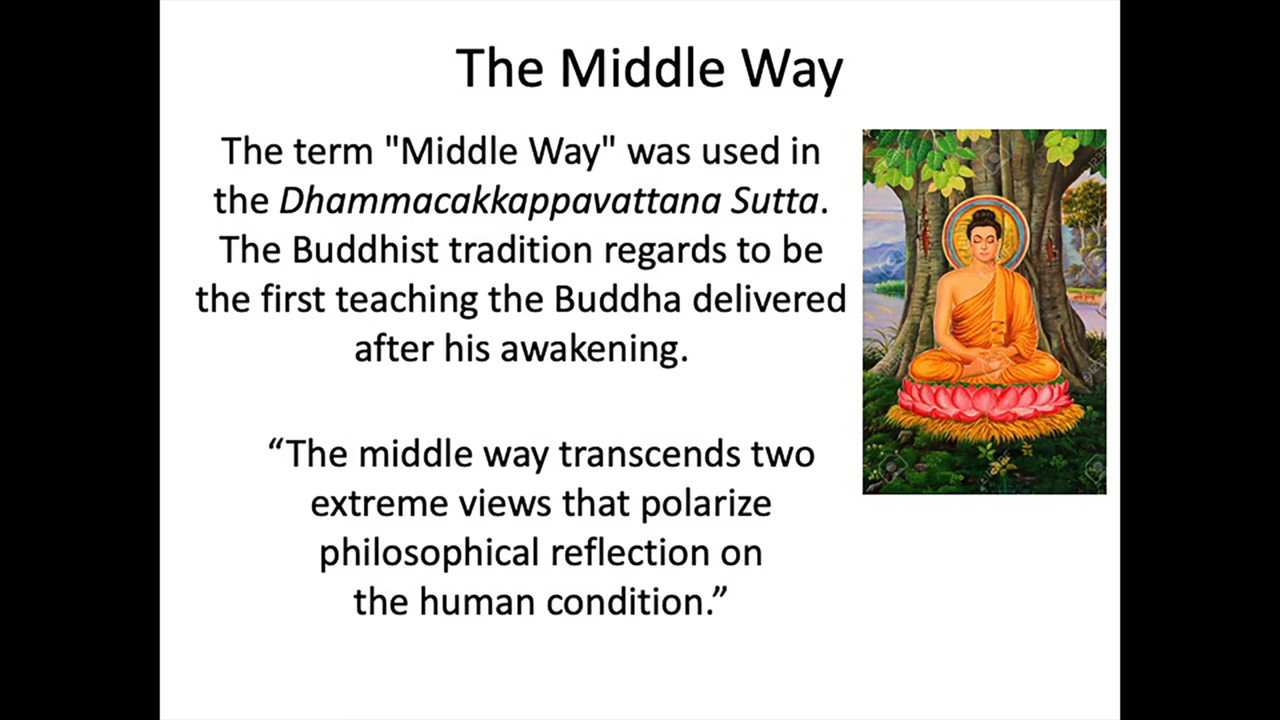 The Middle Way
The term "Middle Way" was used in
the Dhammacakkappavattana Sutta.
The Buddhist tradition regards to be
the first teaching the Buddha delivered
after his awakening.
“The middle way transcends two
extreme views that polarize
philosophical reflection on
the human condition.”